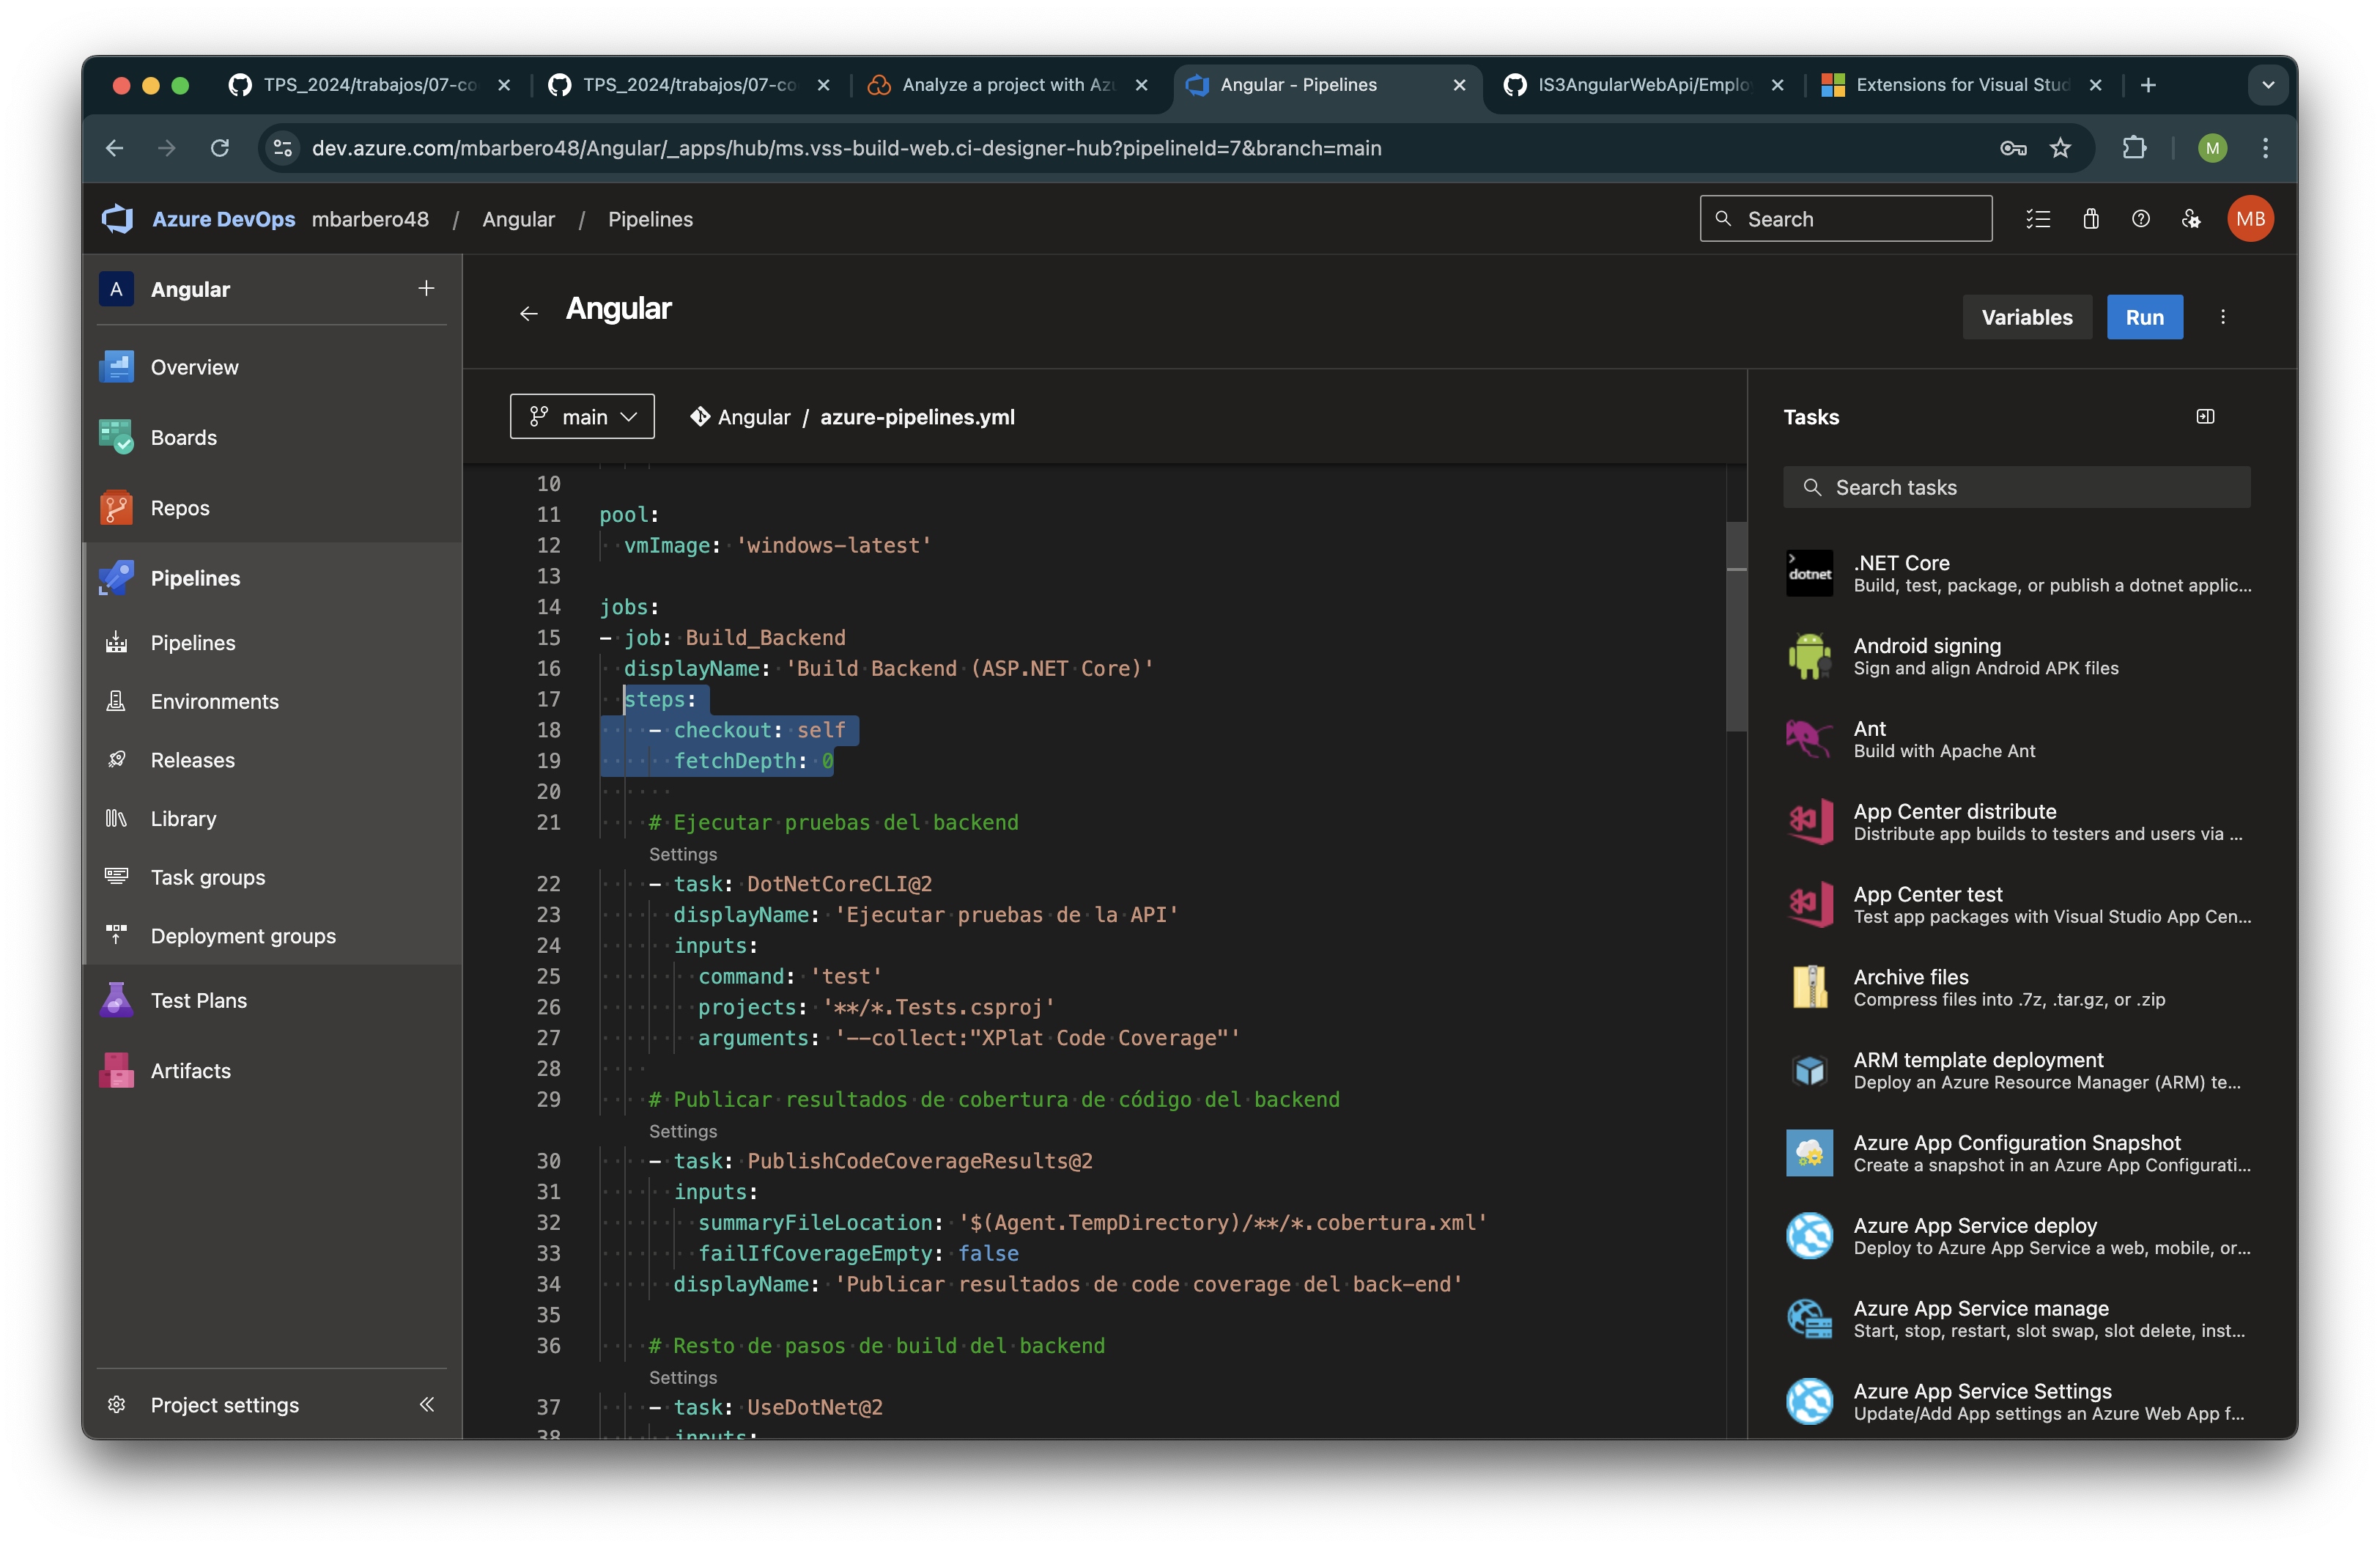 TPS_2024/trabajos/07-co
TPS_2024/trabajos/07-co
Analyze a project with Azu
Angular - Pipelines
IS3AngularWebApi/Emplo
Extensions for Visual Stud
dev.azure.com/mbarbero48/Angular/_apps/hub/ms.vss-build-web.ci-designer-hub?pipelineId=7&branch=main
M
Azure DevOps mbarbero48 / Angular / Pipelines
Search
MB
A Angular
Overview
Boards
Repos
Pipelines
Pipelines
Environments
Releases
Library
Task groups
Deployment groups
Test Plans
Artifacts
Project settings
Angular
Variables
Run
main
Angular / azure-pipelines.yml
10
11 pool:
12 vmImage: 'windows-latest'
13
14 jobs:
15 - job: Build_Backend
16 displayName: 'Build Backend (ASP.NET Core)'
17 steps:
18 - checkout: self
19 fetchDepth: 0
20
21 # Ejecutar pruebas del backend
Settings
22 - task: DotNetCoreCLI@2
23 displayName: 'Ejecutar pruebas de la API'
24 inputs:
25 command: 'test'
26 projects: '**/*.Tests.csproj'
27 arguments: '--collect:"XPlat Code Coverage"'
28
29 # Publicar resultados de cobertura de código del backend
Settings
30 - task: PublishCodeCoverageResults@2
31 inputs:
32 summaryFileLocation: '$(Agent.TempDirectory)/**/*.cobertura.xml'
33 failIfCoverageEmpty: false
34 displayName: 'Publicar resultados de code coverage del back-end'
35
36 # Resto de pasos de build del backend
Settings
37 - task: UseDotNet@2
38 inputs:
Tasks
Search tasks
dotnet
.NET Core
Build, test, package, or publish a dotnet applic...
Android signing
Sign and align Android APK files
Ant
Build with Apache Ant
App Center distribute
Distribute app builds to testers and users via ...
App Center test
Test app packages with Visual Studio App Cen...
Archive files
Compress files into .7z, .tar.gz, or .zip
ARM template deployment
Deploy an Azure Resource Manager (ARM) te...
Azure App Configuration Snapshot
Create a snapshot in an Azure App Configurati...
Azure App Service deploy
Deploy to Azure App Service a web, mobile, or...
Azure App Service manage
Start, stop, restart, slot swap, slot delete, inst...
Azure App Service Settings
Update/Add App settings an Azure Web App f...